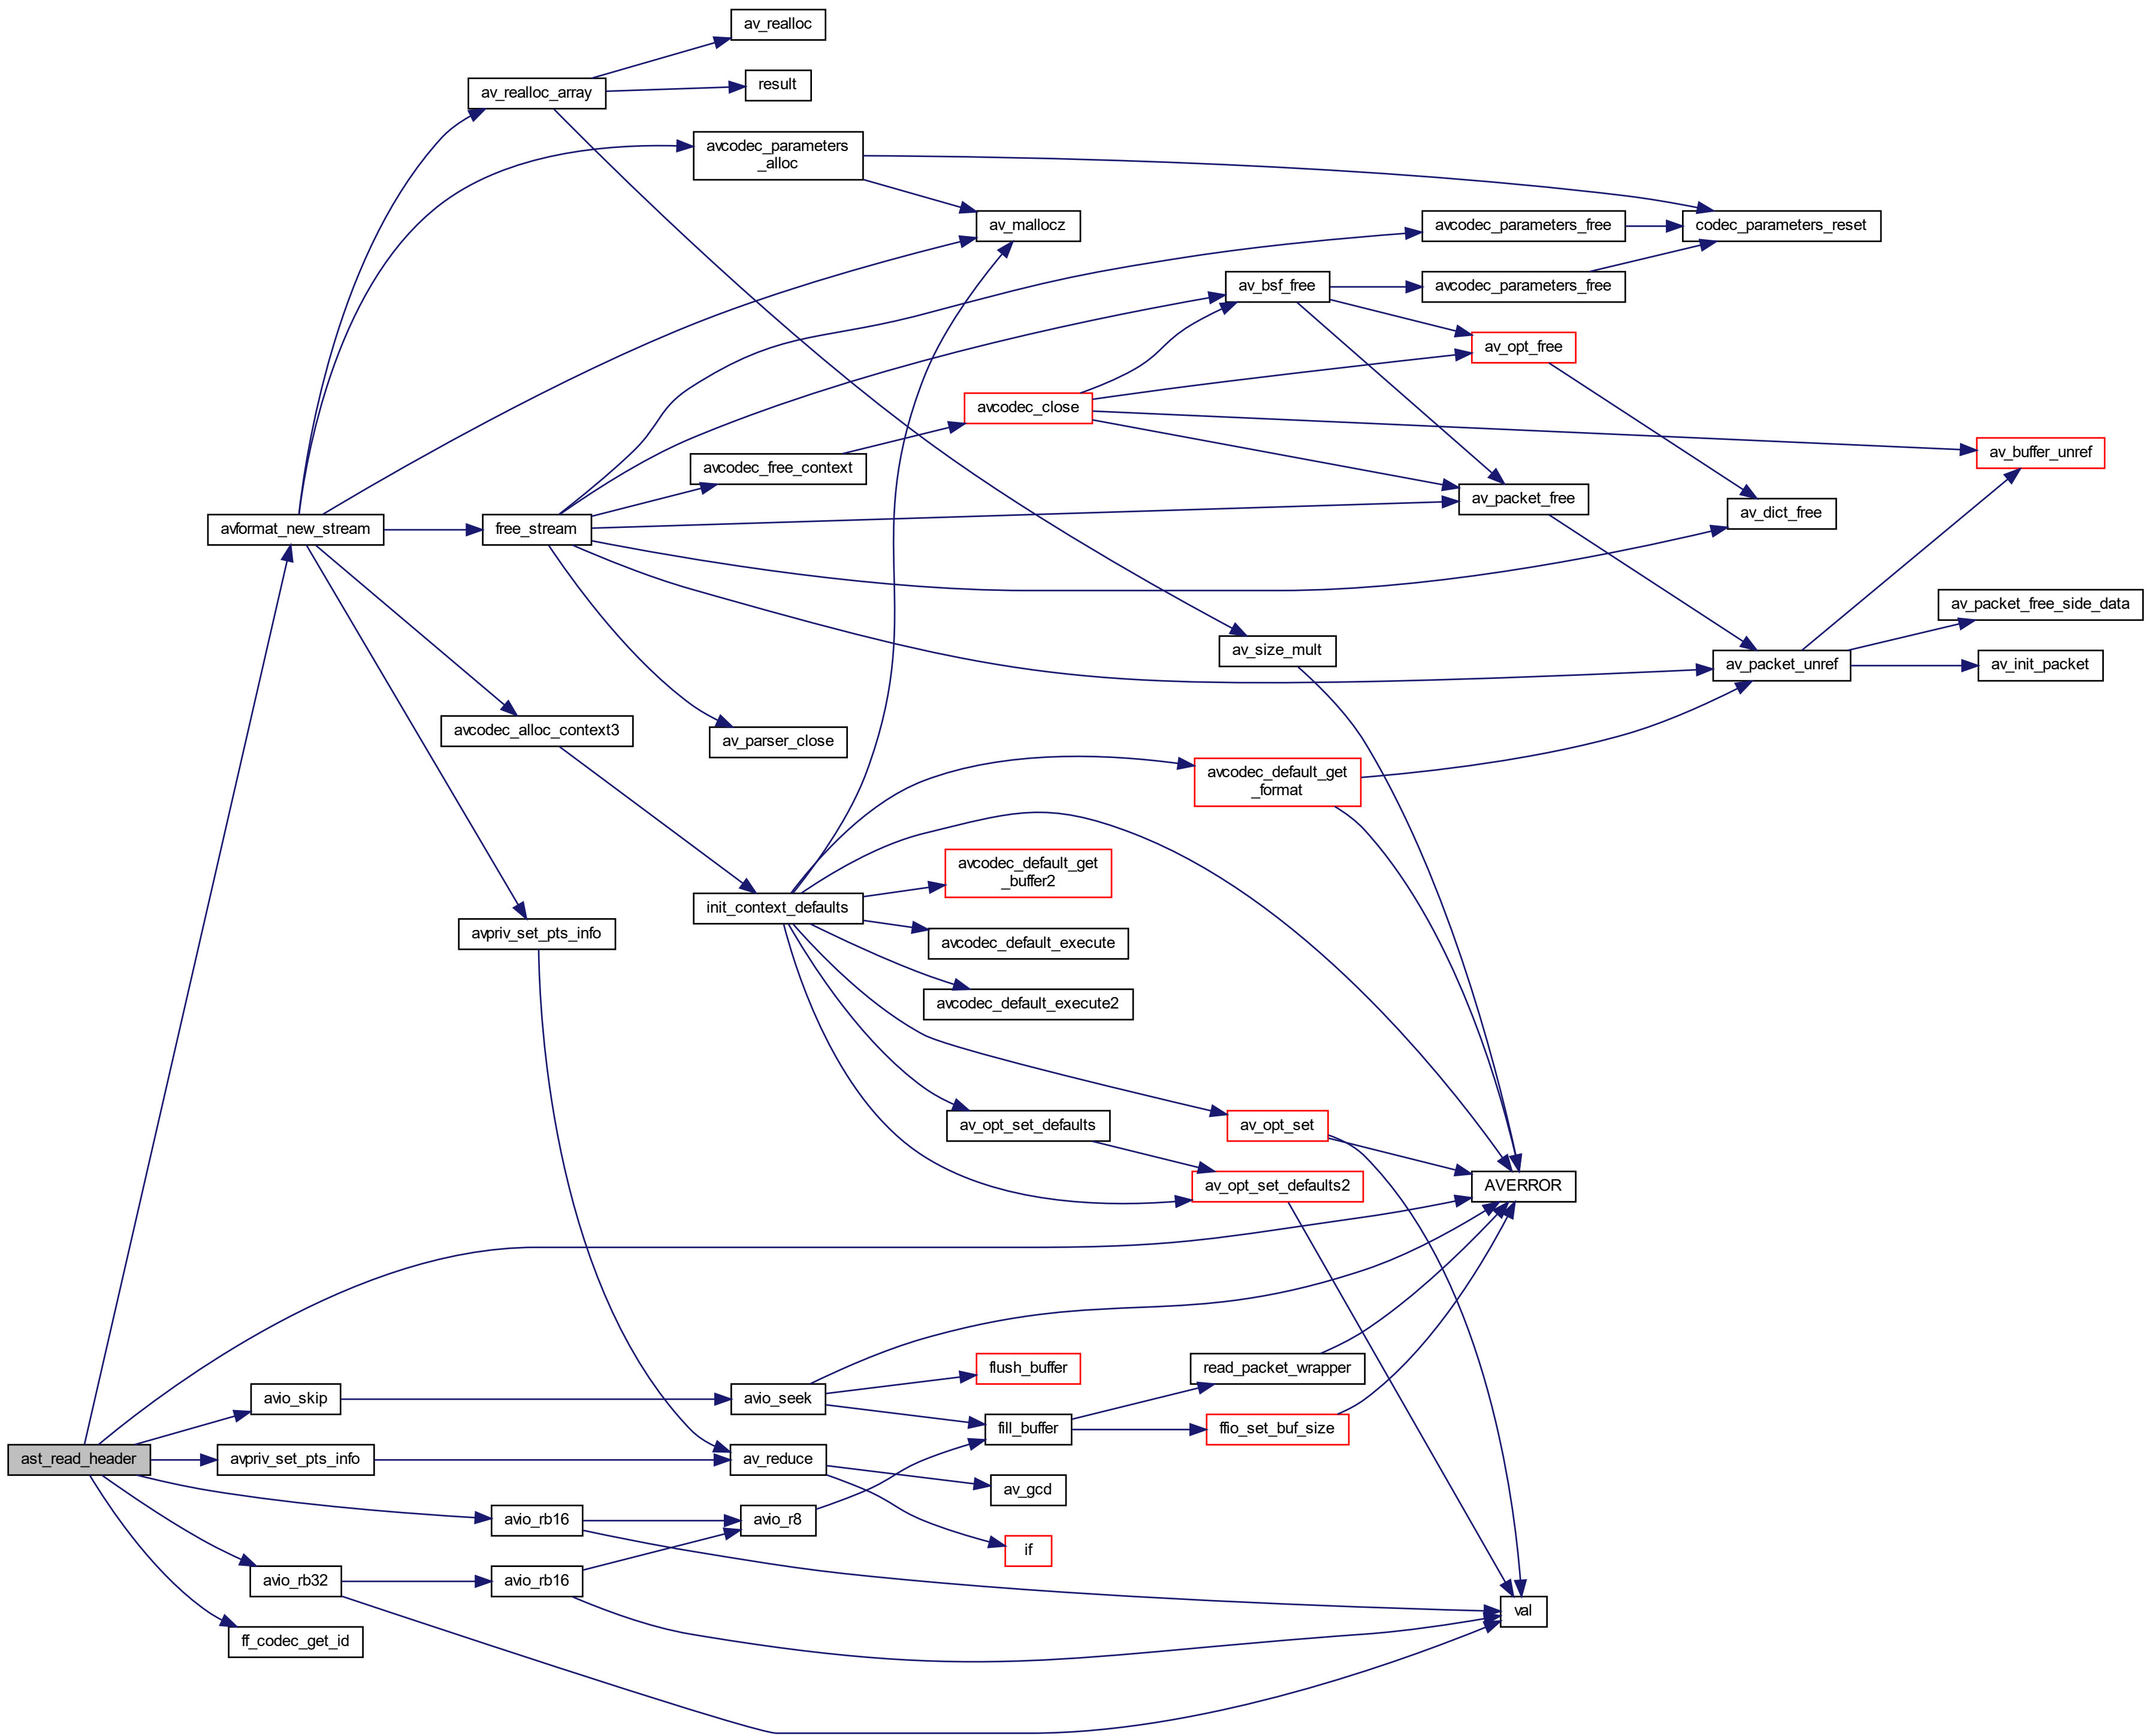 av_realloc
av_realloc_array
result
avcodec_parameters
_alloc
av_mallocz
avcodec_parameters_free
codec_parameters_reset
av_bsf_free
avcodec_parameters_free
av_opt_free
avcodec_close
av_buffer_unref
avcodec_free_context
av_packet_free
av_dict_free
avformat_new_stream
free_stream
av_packet_free_side_data
av_size_mult
av_packet_unref
av_init_packet
avcodec_alloc_context3
av_parser_close
avcodec_default_get
_format
avcodec_default_get
_buffer2
init_context_defaults
avpriv_set_pts_info
avcodec_default_execute
avcodec_default_execute2
av_opt_set_defaults
av_opt_set
av_opt_set_defaults2
AVERROR
flush_buffer
read_packet_wrapper
avio_skip
avio_seek
fill_buffer
ffio_set_buf_size
ast_read_header
avpriv_set_pts_info
av_reduce
av_gcd
avio_rb16
avio_r8
if
avio_rb32
avio_rb16
val
ff_codec_get_id